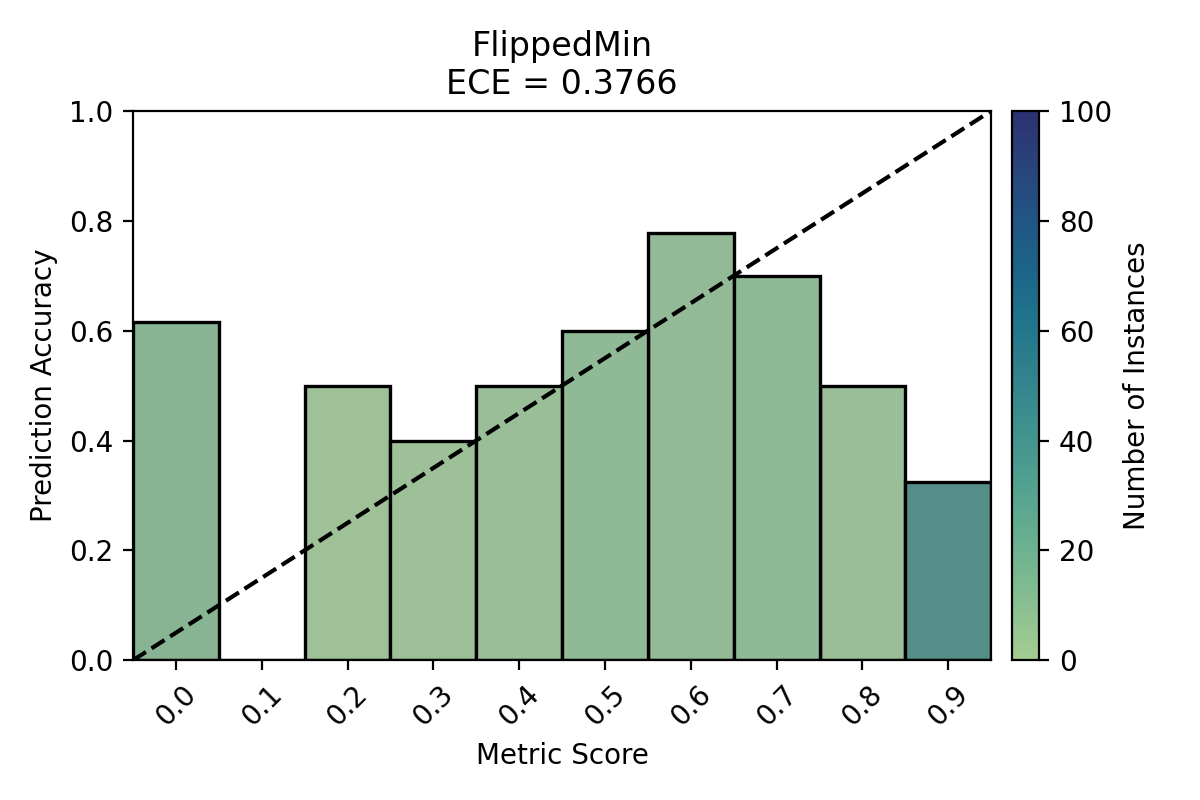 FlippedMin
ECE = 0.3766
Prediction Accuracy
1.0
0.8
0.6
0.4
0.2
0.0
0.0 0.1 0.2 0.3 0.4 0.5 0.6 0.7 0.8 0.9
Metric Score
100
80
60
40
20
0
Number of Instances